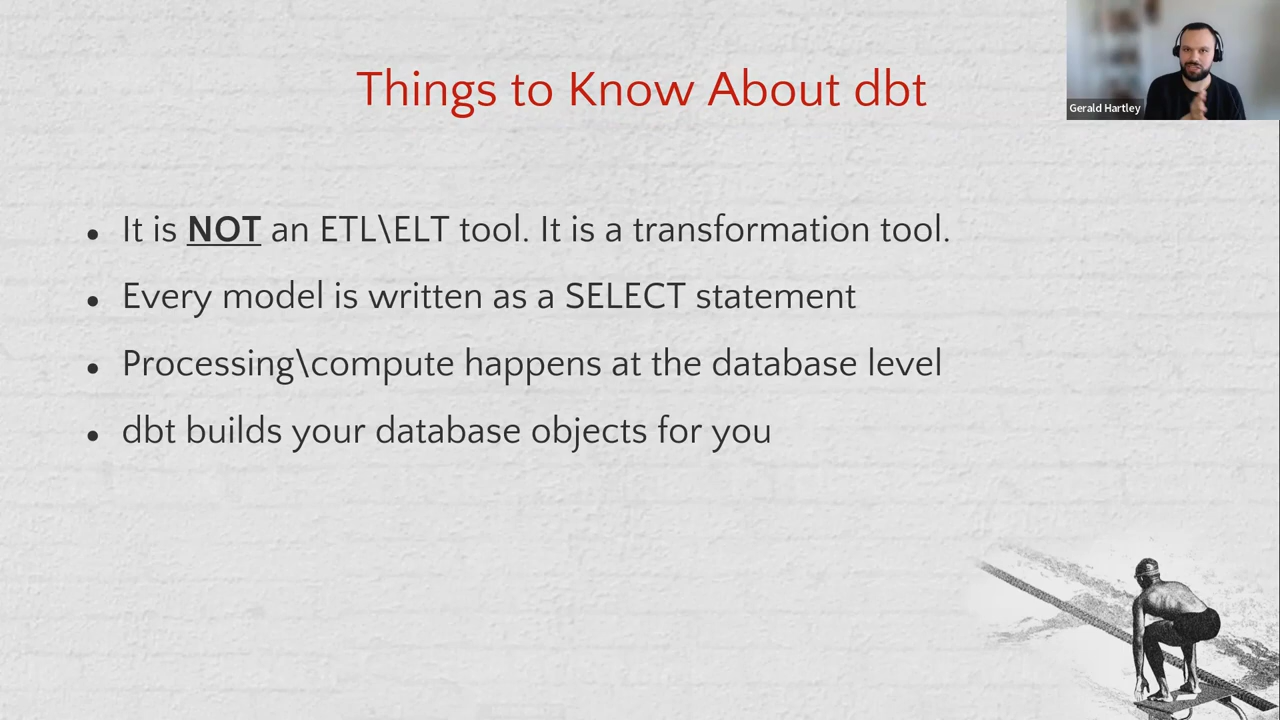 Things to Know About dbt
Gerald Hartley
• It is NOT an ETL\ELT tool. It is a transformation tool.
• Every model is written as a SELECT statement
• Processing\compute happens at the database level
• dbt builds your database objects for you